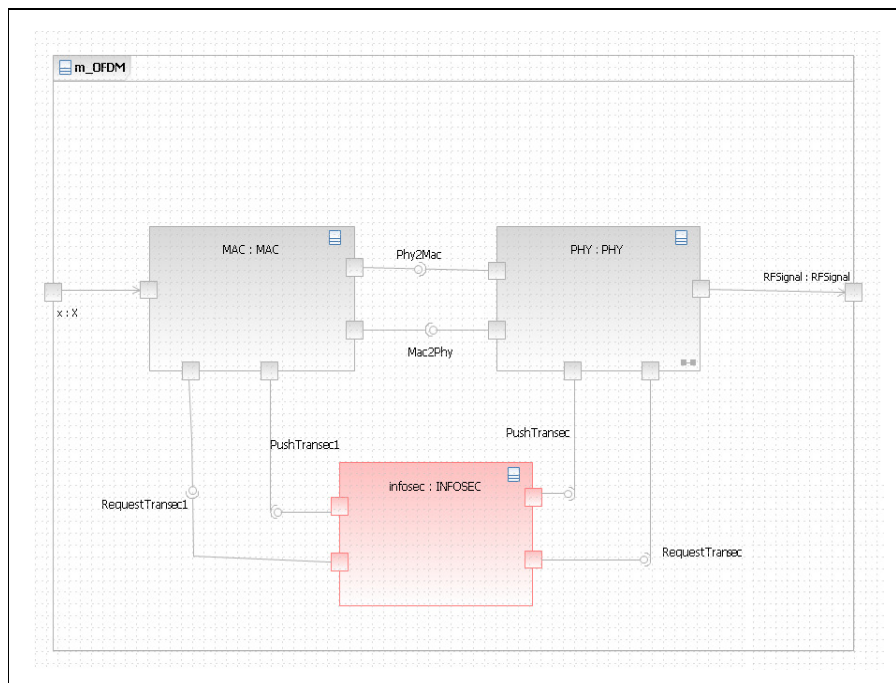 m_OFDM
MAC : MAC
Phy2Mac
PHY : PHY
RFSignal : RFSignal
x : X
Mac2Phy
PushTransec1
PushTransec
infosec : INFOSEC
RequestTransec1
RequestTransec